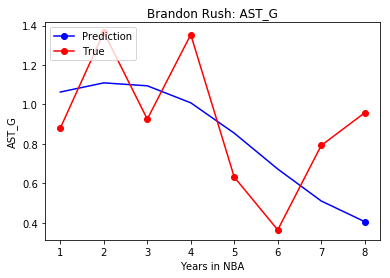 Brandon Rush: AST_G
Prediction
True
AST_G
1.4
1.2
1.0
0.8
0.6
0.4
1 2 3 4 5 6 7 8
Years in NBA